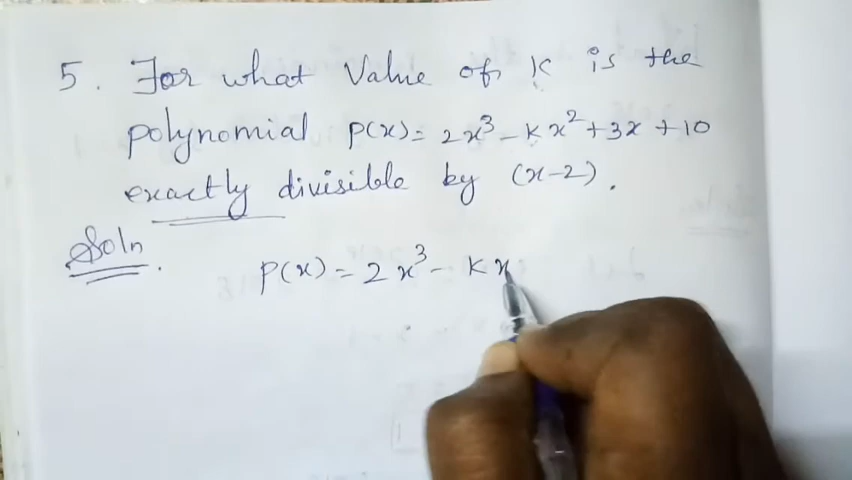 5. For what Value of K is the
polynomial p(x) = 2x³ - Kx² + 3x + 10
exactly divisible by (x-2).
Soln.
p(x) = 2x³ - Kx